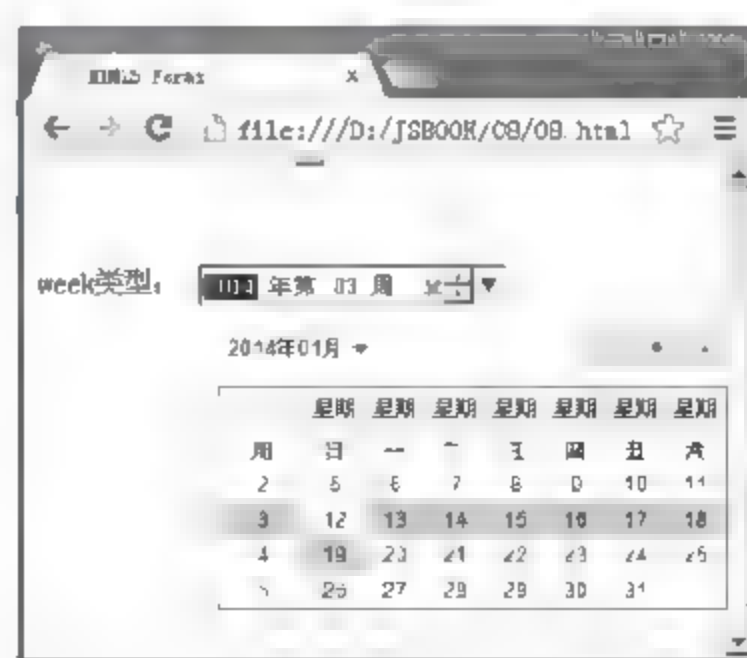 file:///D:/JSBOOK/08/08.html
week类型:
年第 03 周
2014年01月
星期 星期 星期 星期 星期 星期 星期
周 日 一 二 三 四 五 六
2 5 6 7 8 9 10 11
3 12 13 14 15 16 17 18
4 19 20 21 22 23 24 25
5 26 27 28 29 30 31